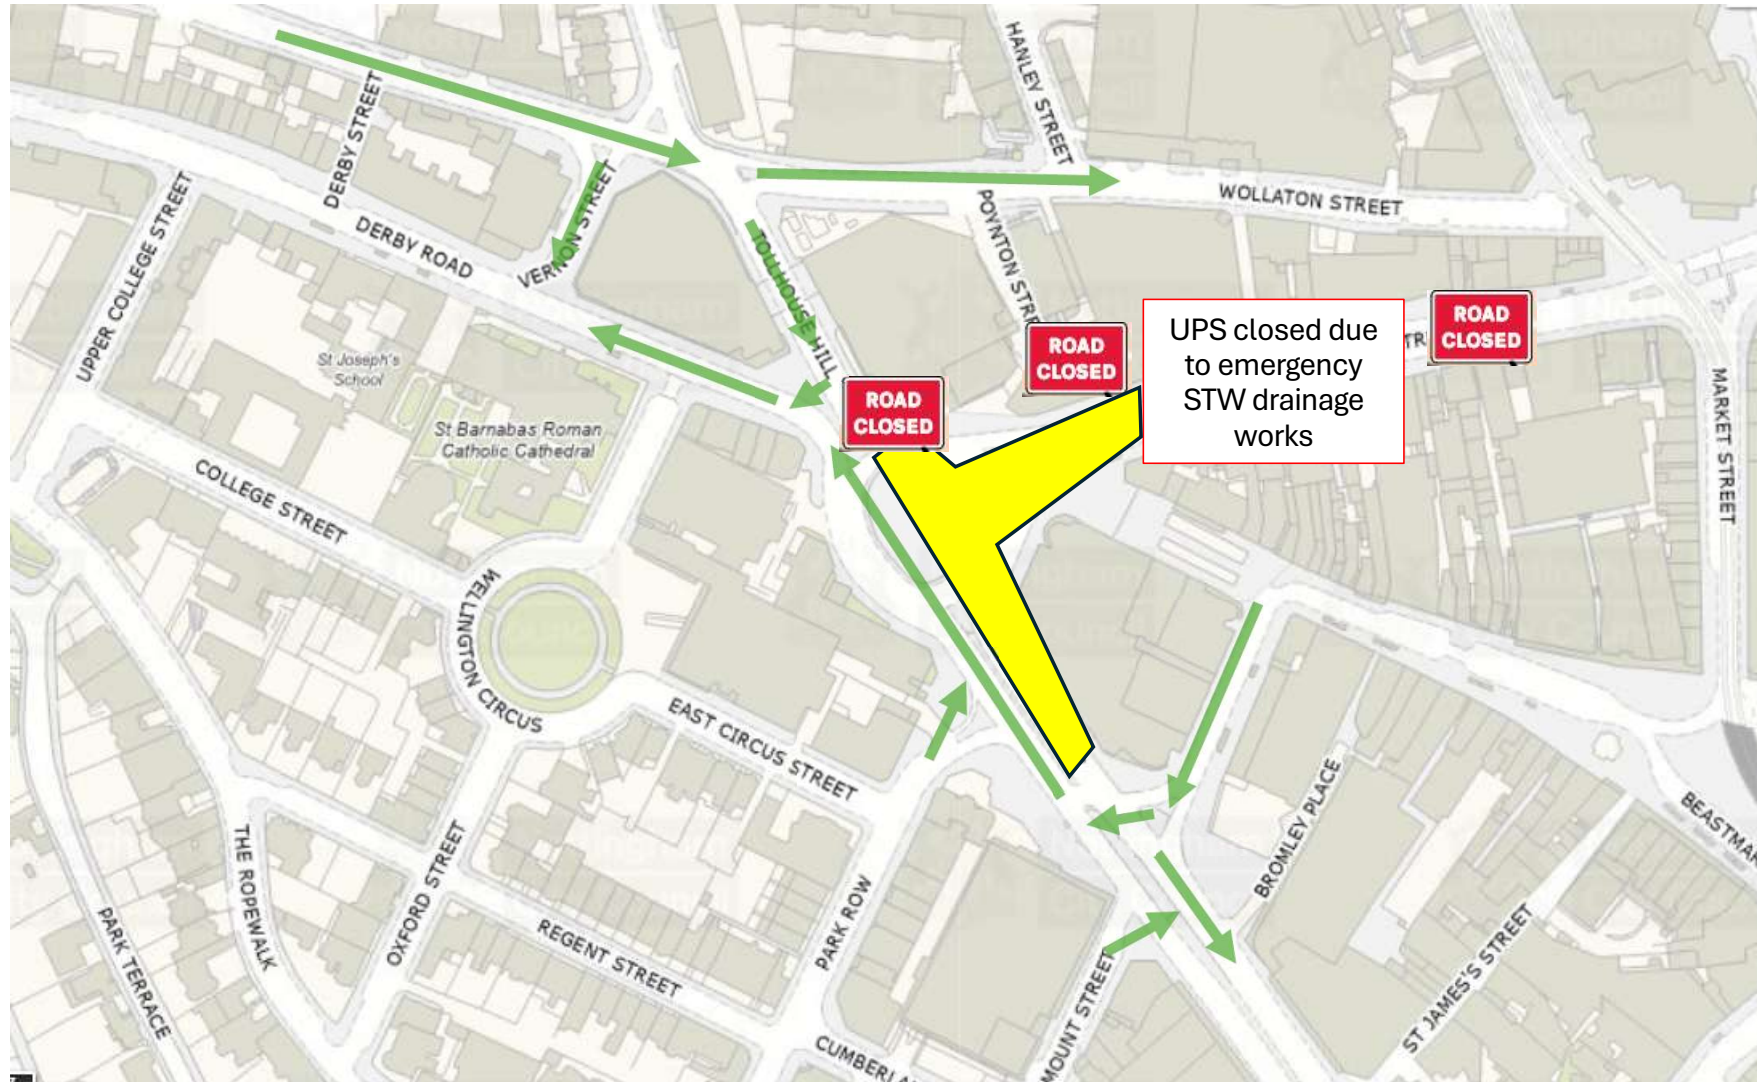 HANLEY STREET
DERBY STREET
VERNON STREET
TOLLHOUSE HILL
WOLLATON STREET
UPPER COLLEGE STREET
DERBY ROAD
POYNTON STR
ROAD
CLOSED
ROAD
CLOSED
ROAD
CLOSED
UPS closed due
to emergency
STW drainage
works
TR
St Joseph's
School
St Barnabas Roman
Catholic Cathedral
MARKET STREET
COLLEGE STREET
WELLINGTON CIRCUS
EAST CIRCUS STREET
BROMLEY PLACE
BEASTMA
THE ROPEWALK
OXFORD STREET
PARK ROW
PARK TERRACE
REGENT STREET
MOUNT STREET
ST JAMES'S STREET
CUMBERLA